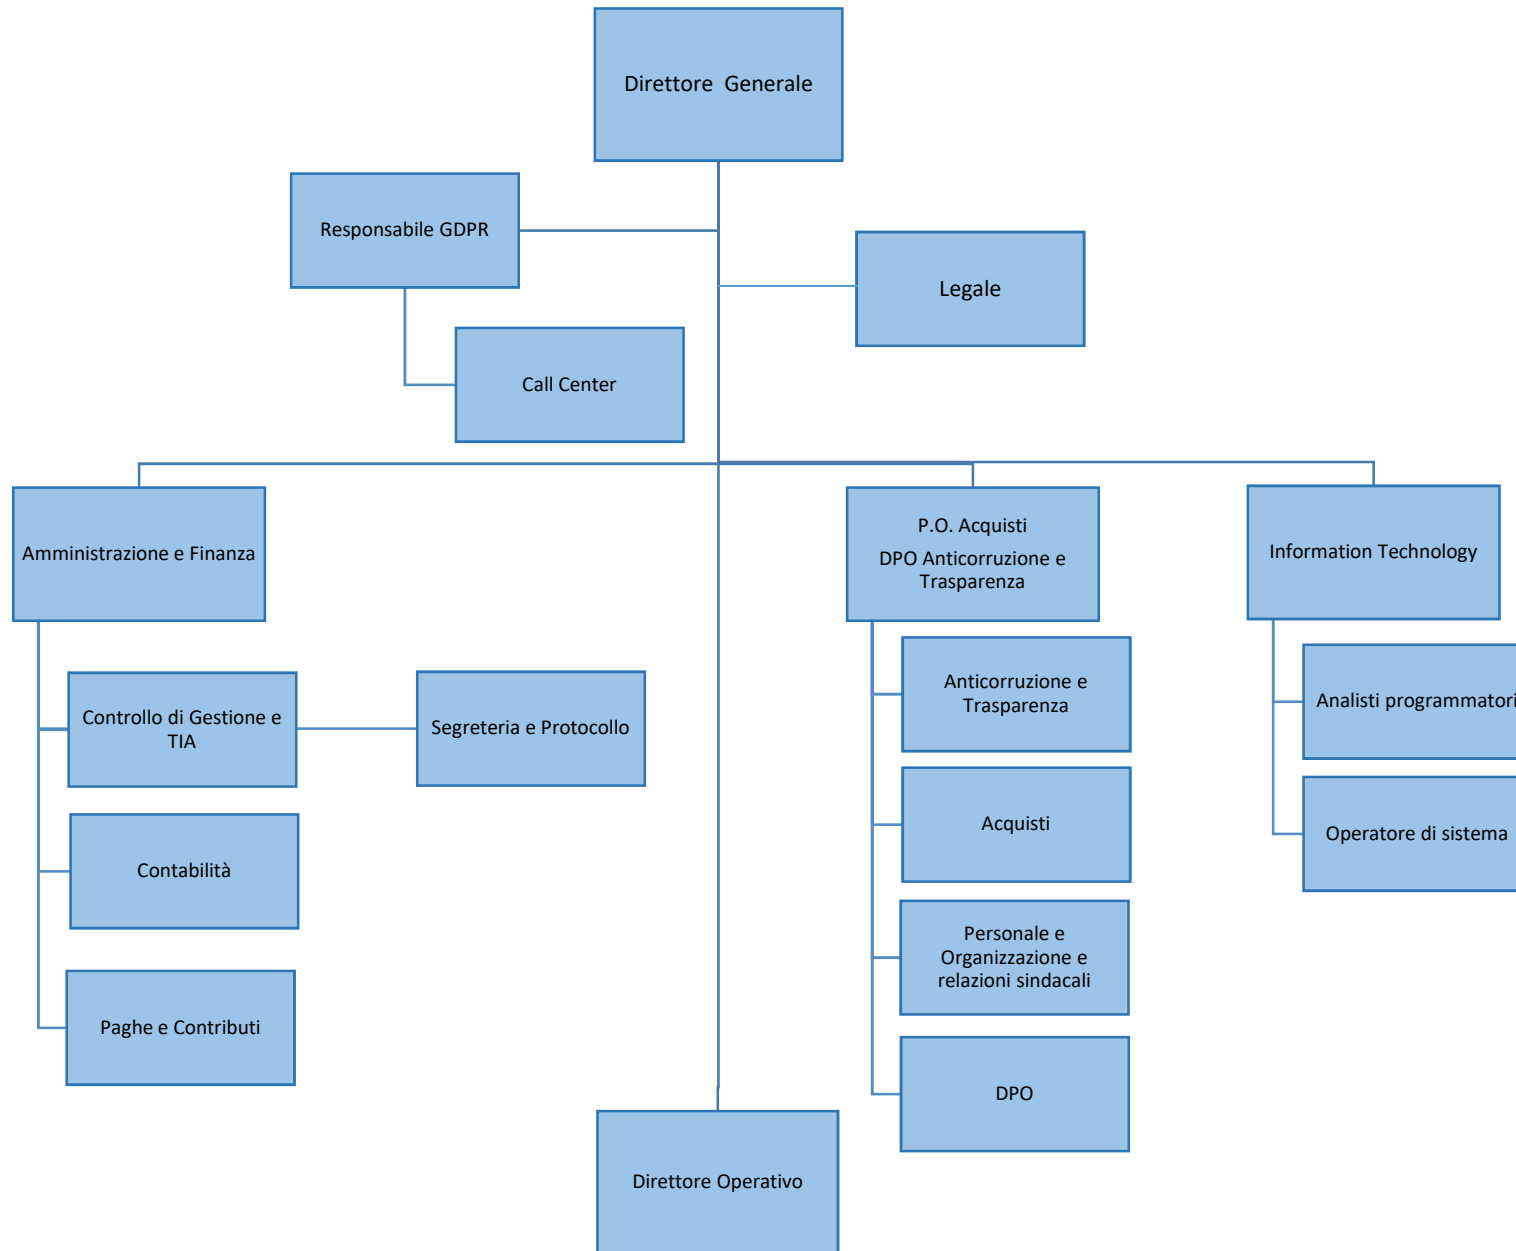 Direttore  Generale
Responsabile GDPR
Legale
Call Center
Amministrazione e Finanza
P.O. Acquisti
DPO Anticorruzione e
Trasparenza
Information Technology
Controllo di Gestione e
TIA
Segreteria e Protocollo
Anticorruzione e
Trasparenza
Analisti programmatori
Contabilità
Acquisti
Operatore di sistema
Paghe e Contributi
Personale e
Organizzazione e
relazioni sindacali
DPO
Direttore Operativo